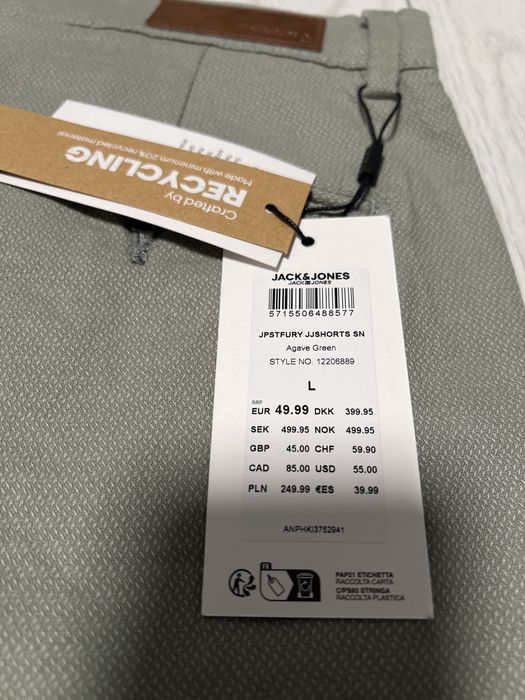 Crafted by
RECYCLING
Made with minimum 20% recycled material
JACK&JONES
JACK&JONES
5715506488577
JPSTFURY JJSHORTS SN
Agave Green
STYLE NO. 12206889
L
RRP
EUR 49.99 DKK 399.95
SEK 499.95 NOK 499.95
GBP 45.00 CHF 59.90
CAD 85.00 USD 55.00
PLN 249.99 €ES 39.99
ANPHKI3752941
FR
PAP21 ETICHETTA
RACCOLTA CARTA
C/PS93 STRINGA
RACCOLTA PLASTICA